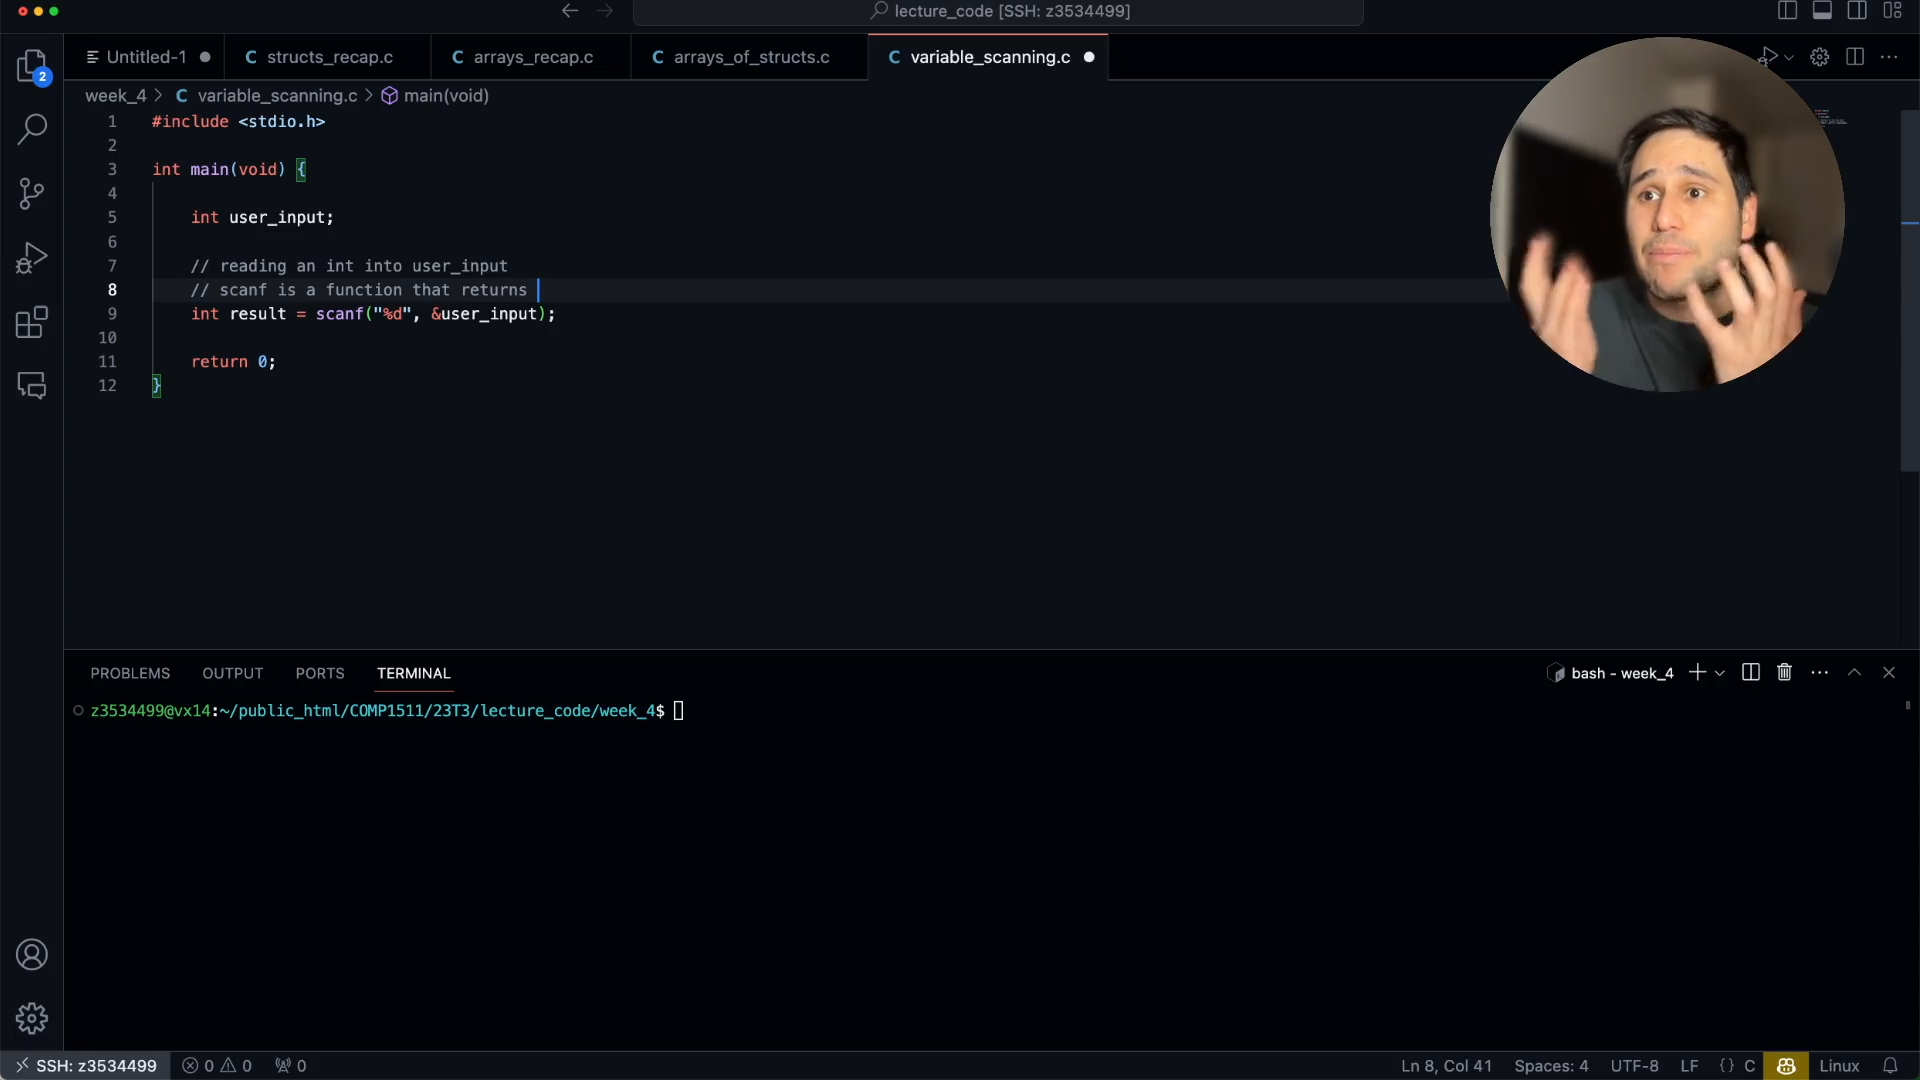 lecture_code [SSH: z3534499]
Untitled-1
C structs_recap.c
C arrays_recap.c
C arrays_of_structs.c
C variable_scanning.c
2
week_4 > C variable_scanning.c > main(void)
1 #include <stdio.h>
2
3 int main(void) {
4
5 int user_input;
6
7 // reading an int into user_input
8 // scanf is a function that returns
9 int result = scanf("%d", &user_input);
10
11 return 0;
12 }
PROBLEMS OUTPUT PORTS TERMINAL
bash - week_4
z3534499@vx14:~/public_html/COMP1511/23T3/lecture_code/week_4$
SSH: z3534499 0 0 0
Ln 8, Col 41 Spaces: 4 UTF-8 LF {} C Linux